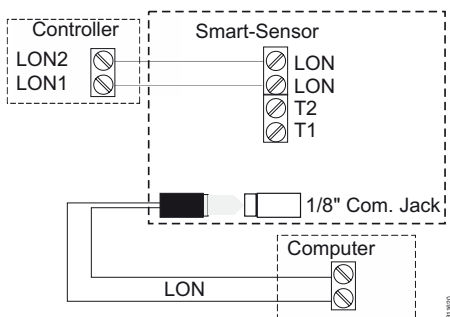 Controller
Smart-Sensor
LON2
LON
LON1
LON
T2
T1
1/8" Com. Jack
Computer
LON